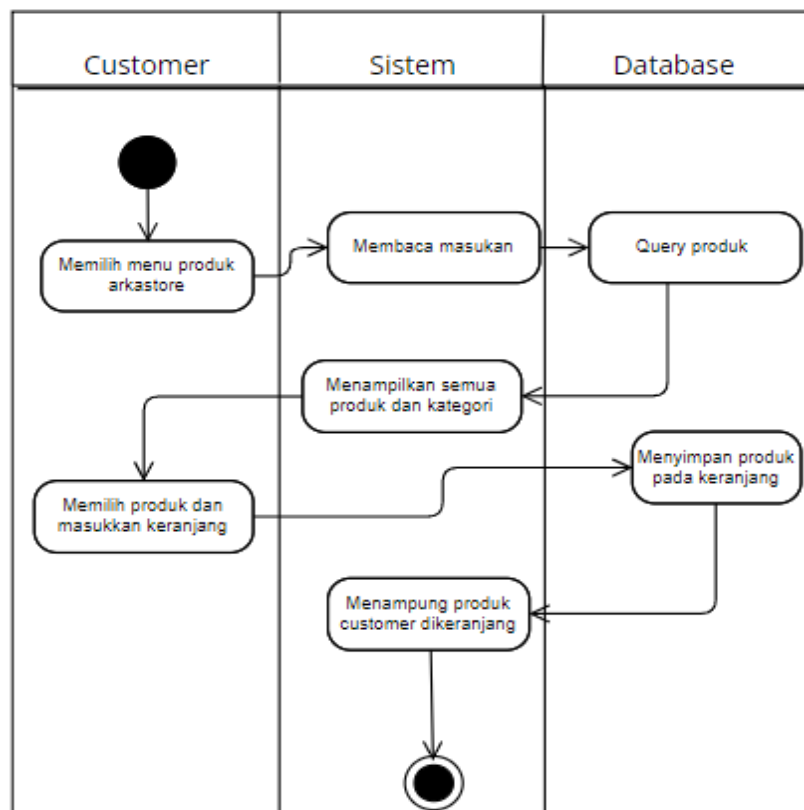 Customer
Sistem
Database
Memilih menu produk
arkastore
Membaca masukan
Query produk
Menampilkan semua
produk dan kategori
Memilih produk dan
masukkan keranjang
Menyimpan produk
pada keranjang
Menampung produk
customer dikeranjang